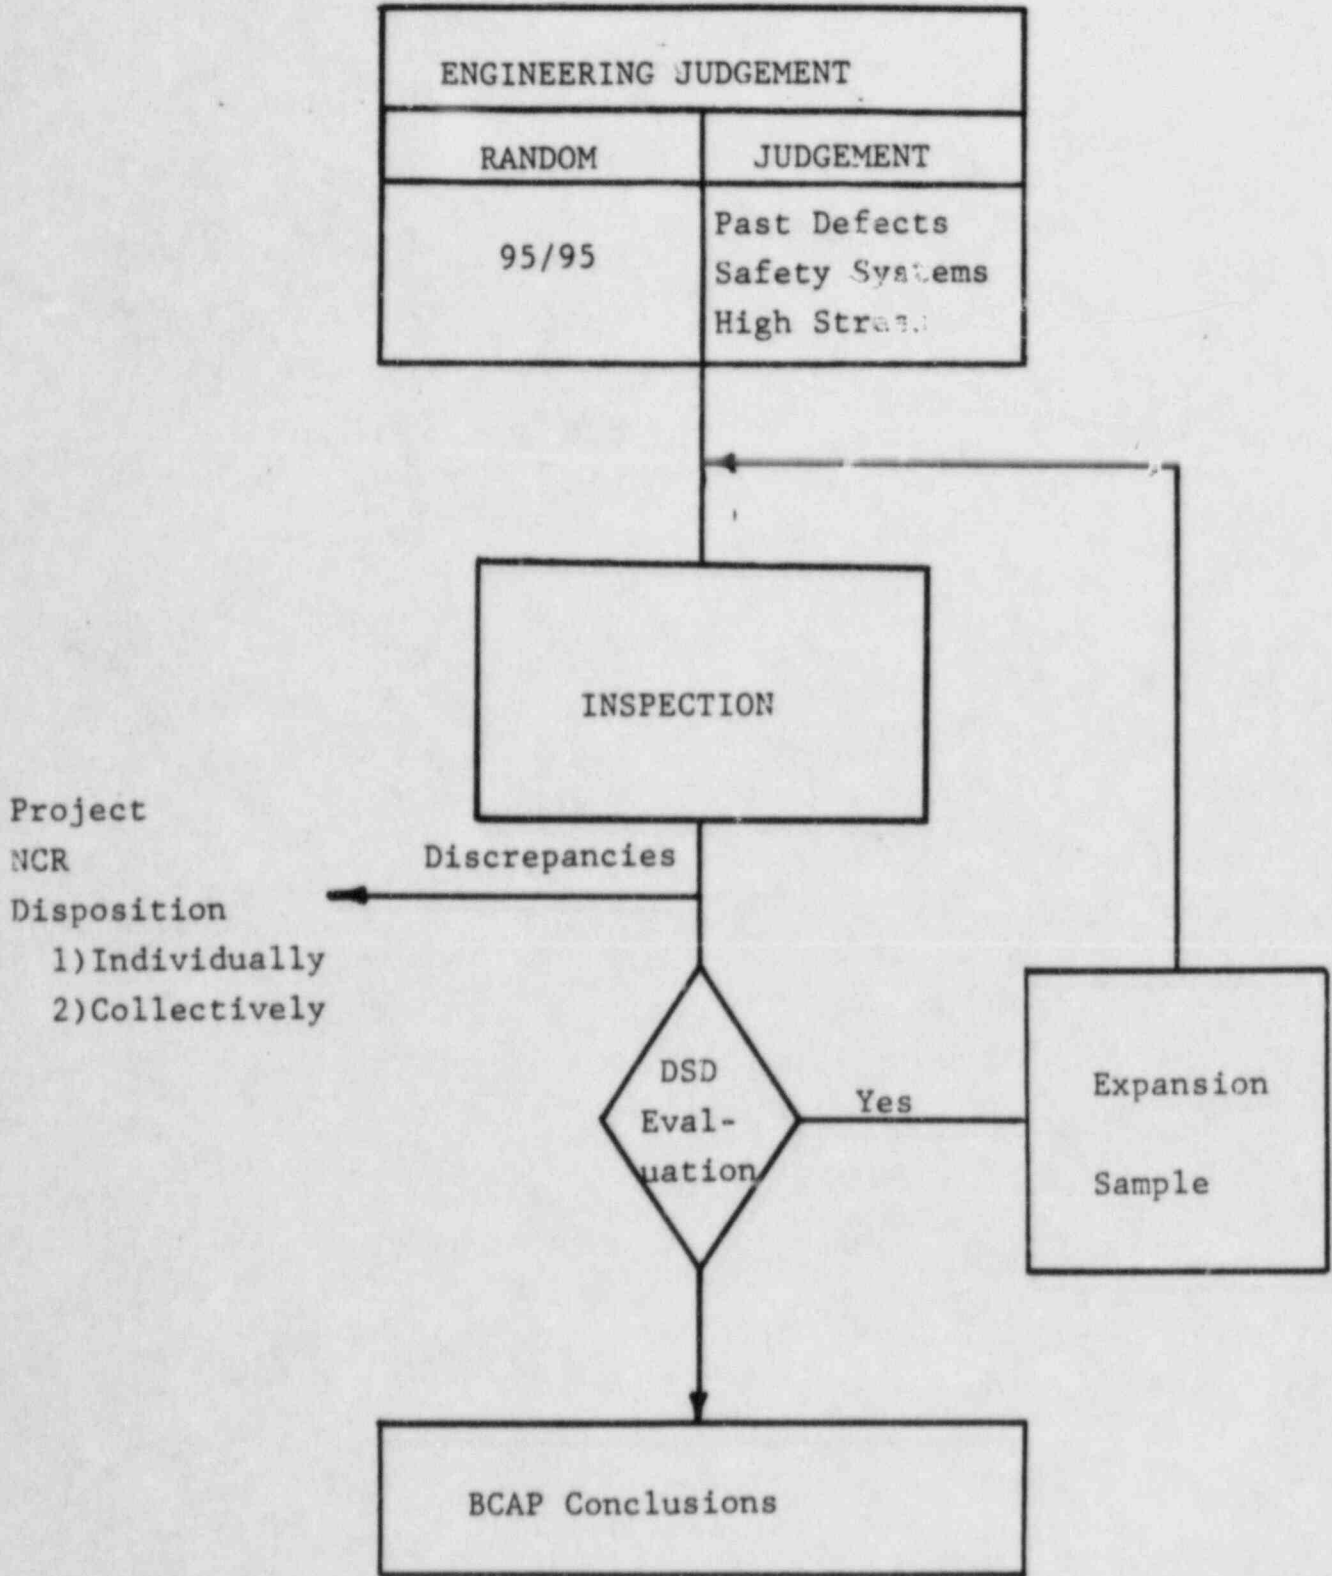 ENGINEERING JUDGEMENT
RANDOM
JUDGEMENT
95/95
Past Defects
Safety Systems
High Stress
INSPECTION
Discrepancies
Project
NCR
Disposition
1)Individually
2)Collectively
DSD
Eval-
uation
Yes
Expansion
Sample
BCAP Conclusions